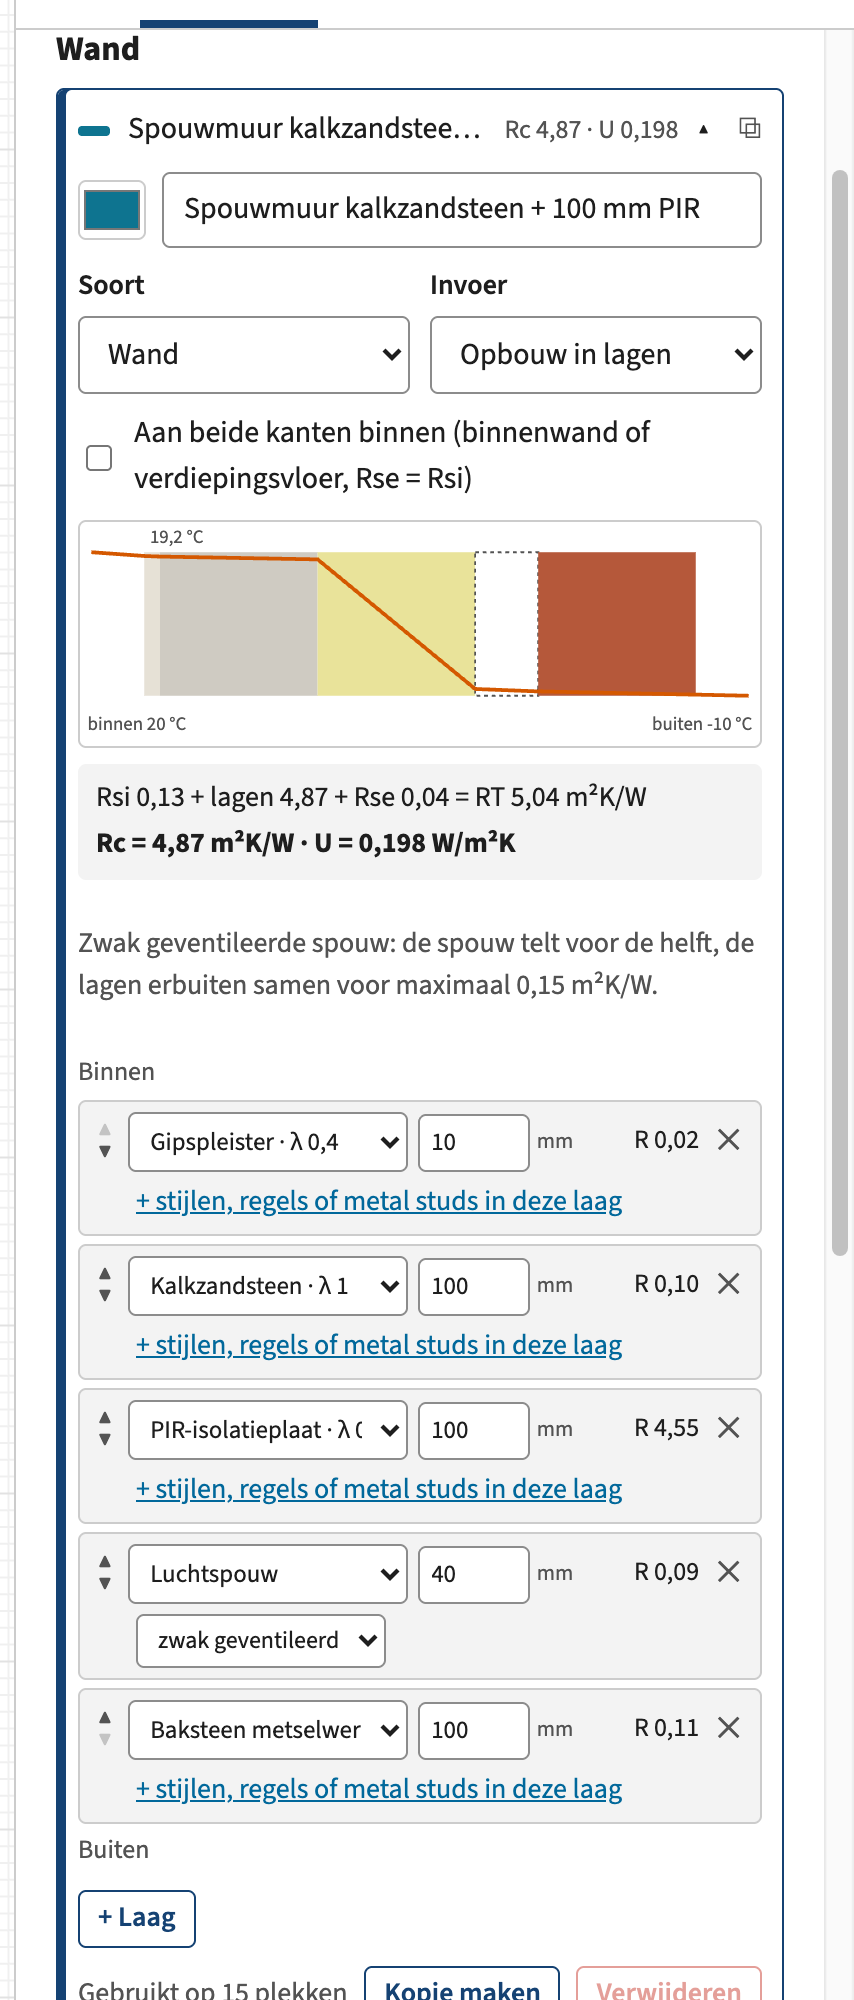 Wand
Spouwmuur kalkzandstee… Rc 4,87 · U 0,198 ▲
Spouwmuur kalkzandsteen + 100 mm PIR
Soort Invoer
Wand Opbouw in lagen
Aan beide kanten binnen (binnenwand of
verdiepingsvloer, Rse = Rsi)
19,2 °C
binnen 20 °C buiten -10 °C
Rsi 0,13 + lagen 4,87 + Rse 0,04 = RT 5,04 m²K/W
Rc = 4,87 m²K/W · U = 0,198 W/m²K
Zwak geventileerde spouw: de spouw telt voor de helft, de
lagen erbuiten samen voor maximaal 0,15 m²K/W.
Binnen
Gipspleister · λ 0,4 10 mm R 0,02
+ stijlen, regels of metal studs in deze laag
Kalkzandsteen · λ 1 100 mm R 0,10
+ stijlen, regels of metal studs in deze laag
PIR-isolatieplaat · λ 100 mm R 4,55
+ stijlen, regels of metal studs in deze laag
Luchtspouw 40 mm R 0,09
zwak geventileerd
Baksteen metselwer 100 mm R 0,11
+ stijlen, regels of metal studs in deze laag
Buiten
+ Laag
Gebruikt op 15 plekken Kopie maken Verwijderen